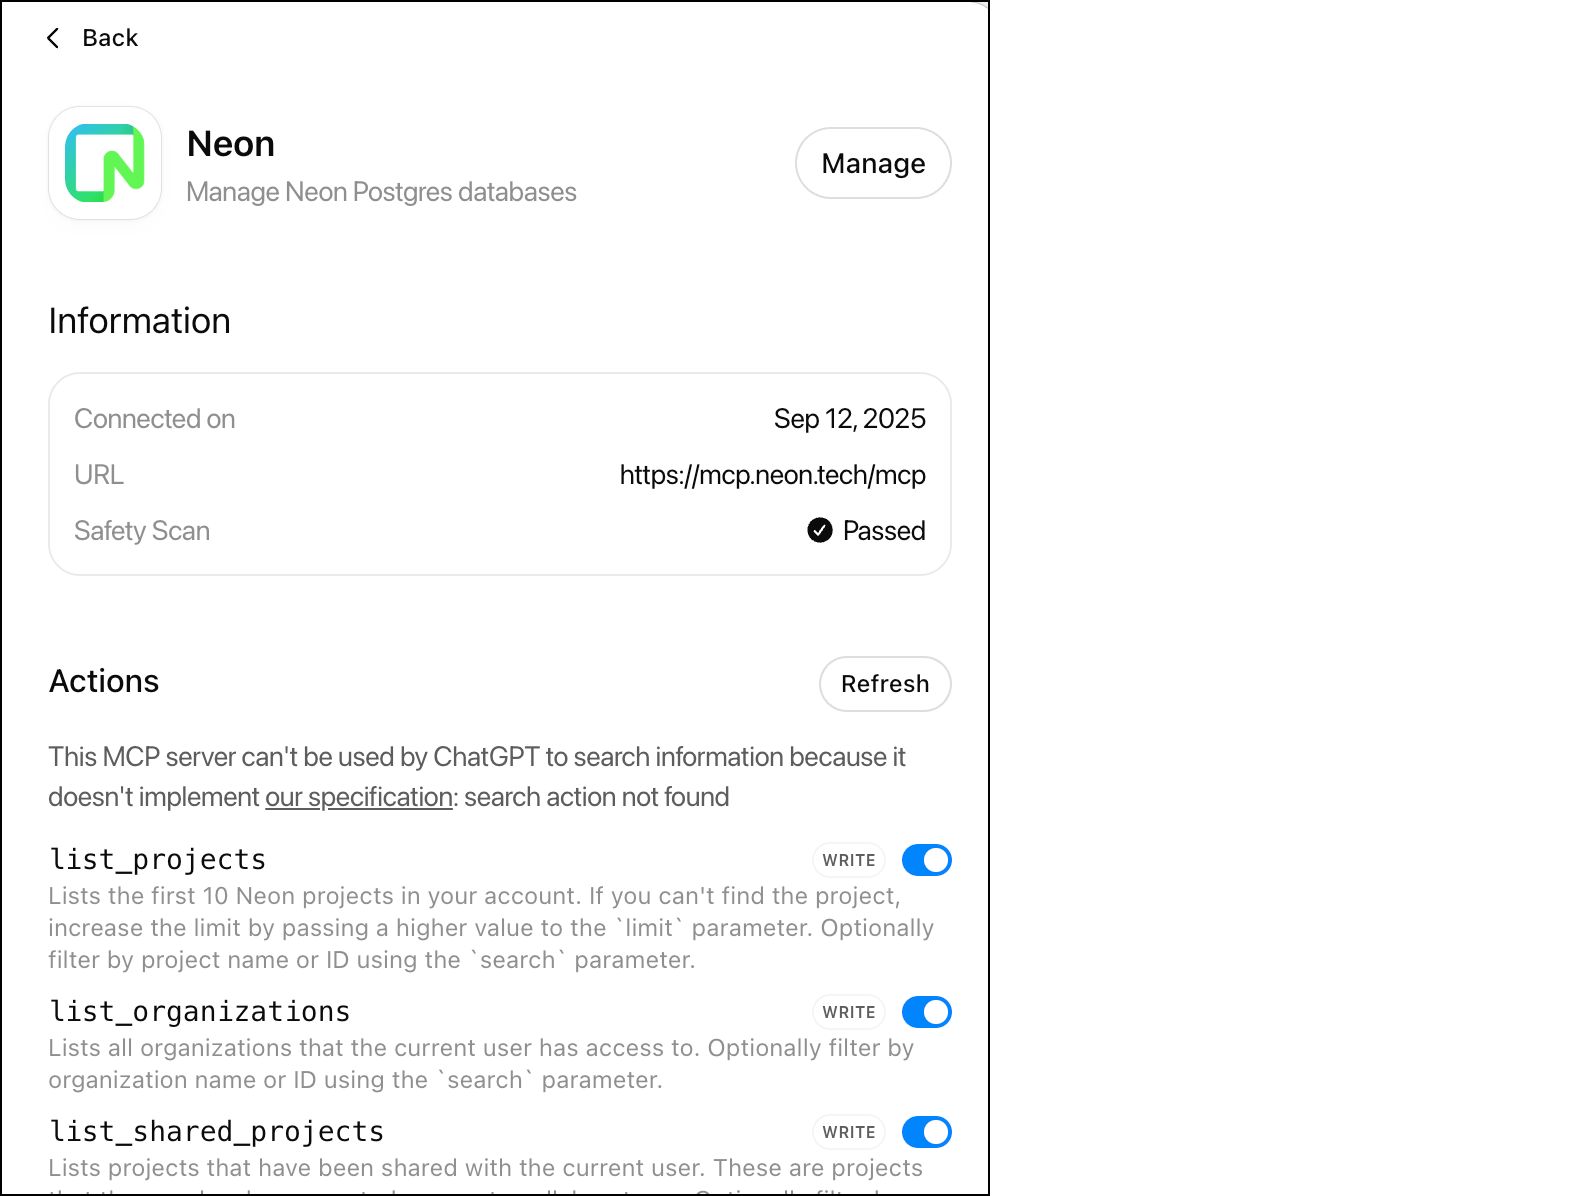 Back
Neon
Manage Neon Postgres databases
Manage
Information
Connected on
Sep 12, 2025
URL
https://mcp.neon.tech/mcp
Safety Scan
Passed
Actions
Refresh
This MCP server can't be used by ChatGPT to search information because it
doesn't implement our specification: search action not found
list_projects
WRITE
Lists the first 10 Neon projects in your account. If you can't find the project,
increase the limit by passing a higher value to the `limit` parameter. Optionally
filter by project name or ID using the `search` parameter.
list_organizations
WRITE
Lists all organizations that the current user has access to. Optionally filter by
organization name or ID using the `search` parameter.
list_shared_projects
WRITE
Lists projects that have been shared with the current user. These are projects